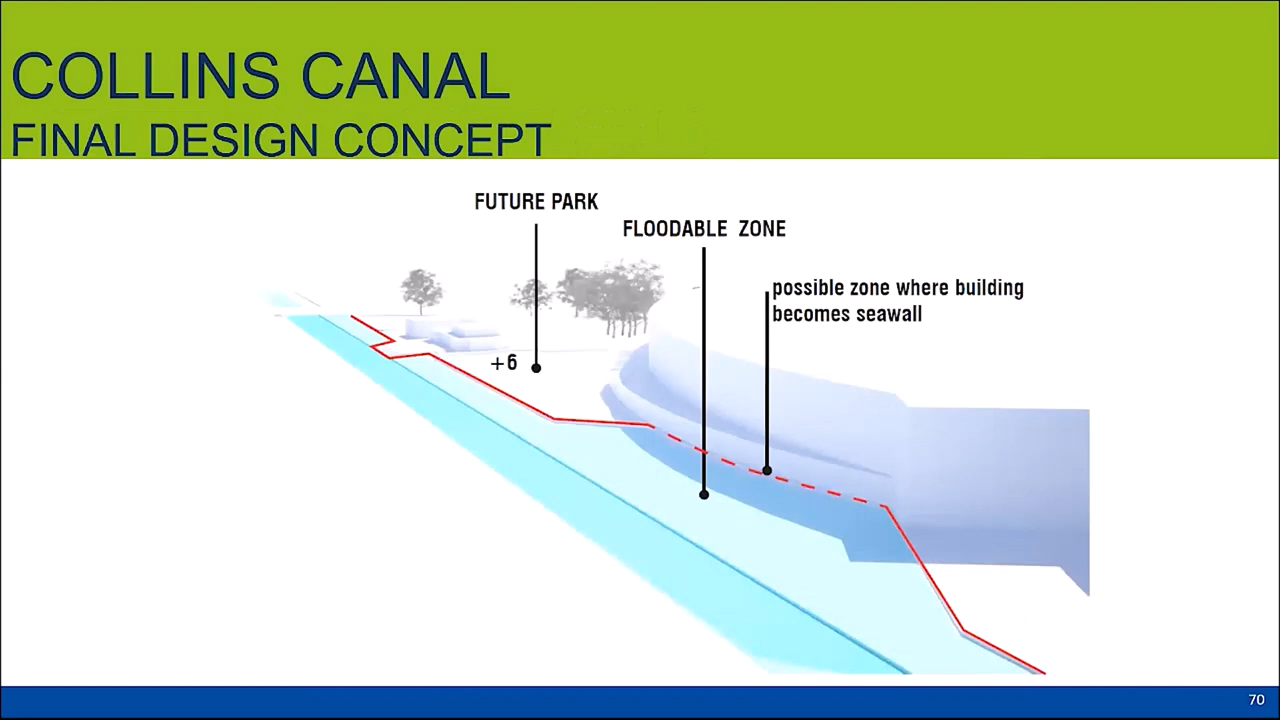 COLLINS CANAL
FINAL DESIGN CONCEPT
FUTURE PARK
FLOODABLE ZONE
possible zone where building
becomes seawall
+6
70